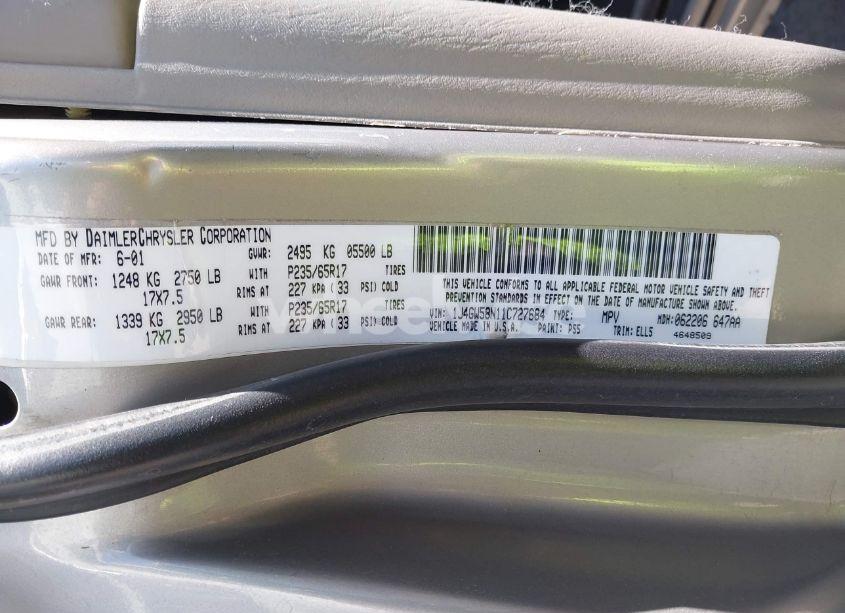 MFD BY DAIMLERCHRYSLER CORPORATION
DATE OF MFR: 6-01 GVWR: 2495 KG 05500 LB
GAWR FRONT: 1248 KG 2750 LB WITH P235/65R17 TIRES
17X7.5 RIMS AT 227 KPA ( 33 PSI) COLD
GAWR REAR: 1339 KG 2950 LB WITH P235/65R17 TIRES
17X7.5 RIMS AT 227 KPA ( 33 PSI) COLD
THIS VEHICLE CONFORMS TO ALL APPLICABLE FEDERAL MOTOR VEHICLE SAFETY AND THEFT
PREVENTION STANDARDS IN EFFECT ON THE DATE OF MANUFACTURE SHOWN ABOVE.
VIN: 1J4GW58N11C727684 TYPE: MPV MDH: 062206 647AA
VEHICLE MADE IN U.S.A. PAINT: PS5 TRIM: ELL5
4648509